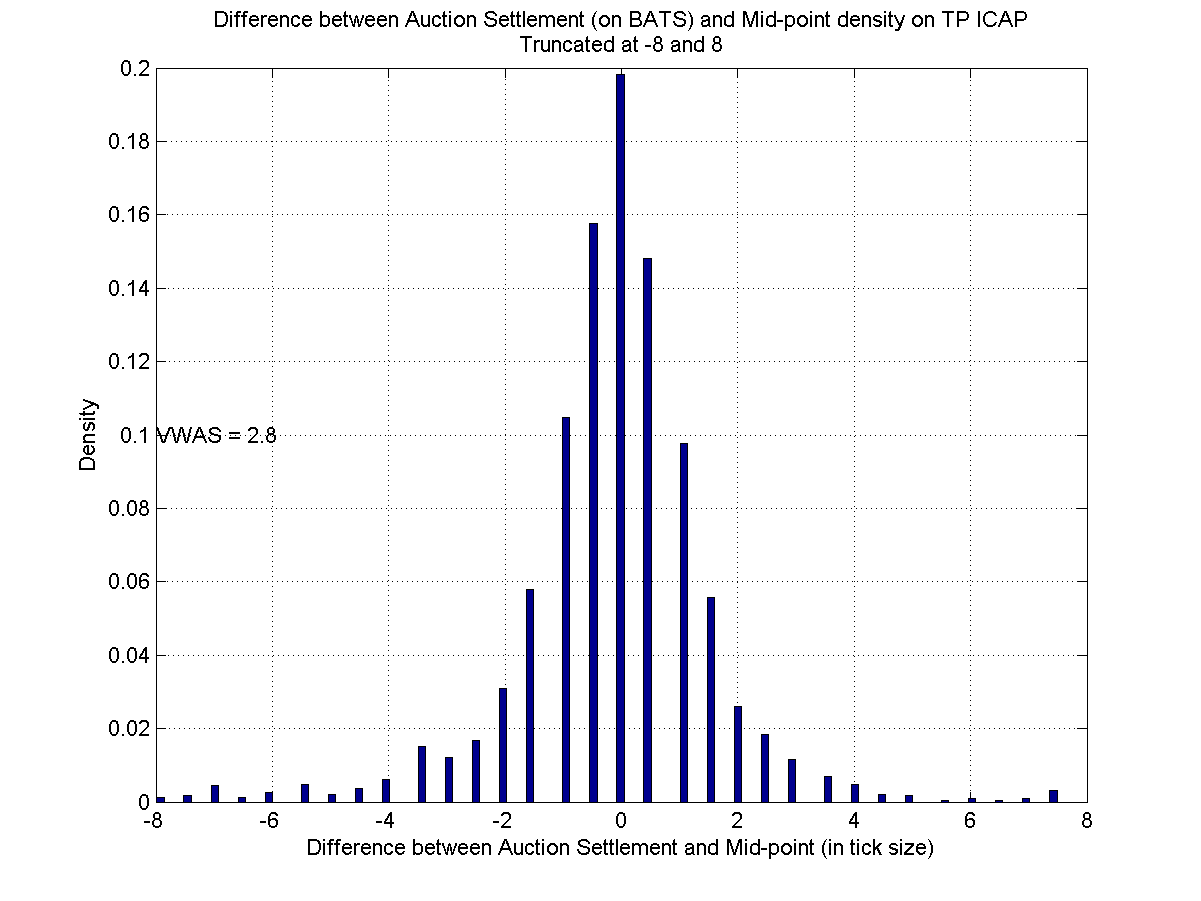 Difference between Auction Settlement (on BATS) and Mid-point density on TP ICAP
Truncated at -8 and 8
0.2
0.18
0.16
0.14
0.12
0.1
VWAS = 2.8
0.08
0.06
0.04
0.02
0
Density
-8 -6 -4 -2 0 2 4 6 8
Difference between Auction Settlement and Mid-point (in tick size)